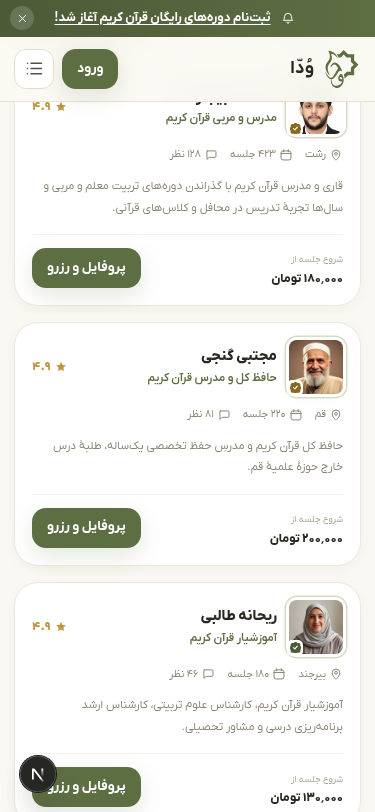 ثبت‌نام دوره‌های رایگان قرآن کریم آغاز شد!
وُدّا
ورود
مدرس و مربی قرآن کریم
۴.۹
رشت
۴۲۳ جلسه
۱۲۸ نظر
قاری و مدرس قرآن کریم با گذراندن دوره‌های تربیت معلم و مربی و
سال‌ها تجربهٔ تدریس در محافل و کلاس‌های قرآنی.
شروع جلسه از
۱۸۰٬۰۰۰ تومان
پروفایل و رزرو
مجتبی گنجی
حافظ کل و مدرس قرآن کریم
۴.۹
قم
۲۲۰ جلسه
۸۱ نظر
حافظ کل قرآن کریم و مدرس حفظ تخصصی یک‌ساله، طلبهٔ درس
خارج حوزهٔ علمیهٔ قم.
شروع جلسه از
۲۰۰٬۰۰۰ تومان
پروفایل و رزرو
ریحانه طالبی
آموزشیار قرآن کریم
۴.۹
بیرجند
۱۸۰ جلسه
۴۶ نظر
آموزشیار قرآن کریم، کارشناس علوم تربیتی، کارشناس ارشد
برنامه‌ریزی درسی و مشاور تحصیلی.
شروع جلسه از
۱۳۰٬۰۰۰ تومان
پروفایل و رزرو
N